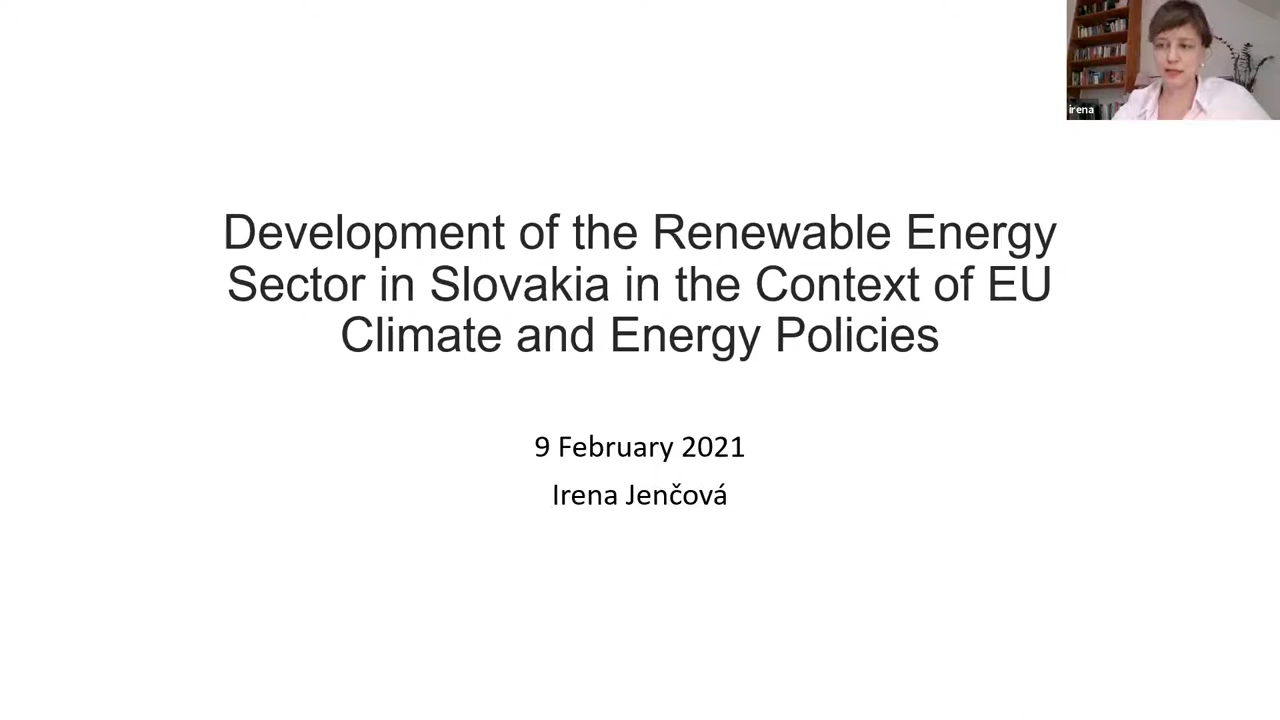 irena
Development of the Renewable Energy
Sector in Slovakia in the Context of EU
Climate and Energy Policies
9 February 2021
Irena Jenčová